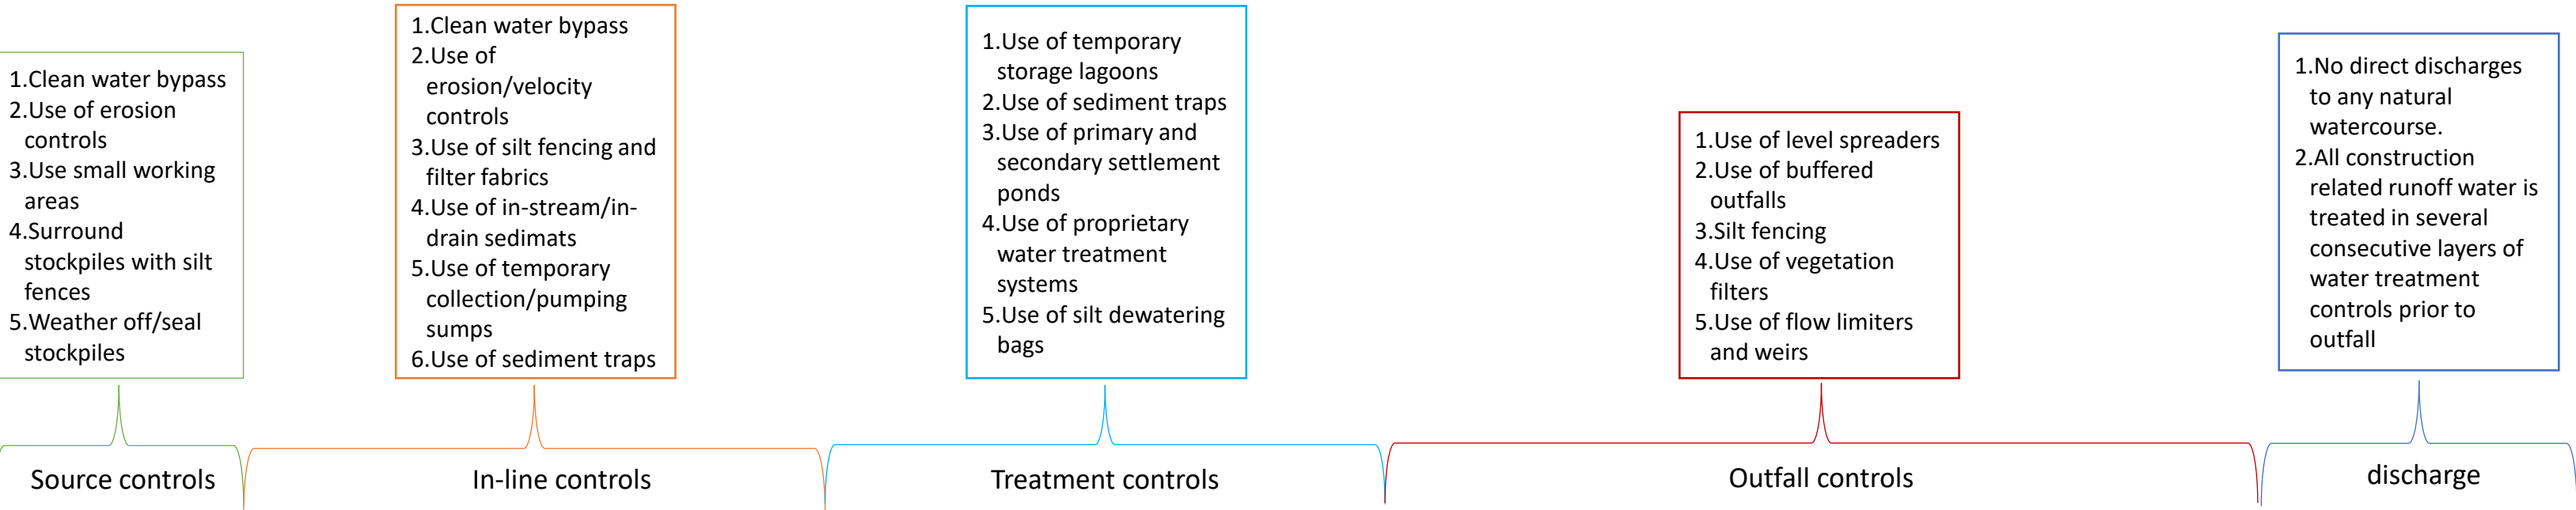 1.Clean water bypass
2.Use of erosion
controls
3.Use small working
areas
4.Surround
stockpiles with silt
fences
5.Weather off/seal
stockpiles
Source controls
1.Clean water bypass
2.Use of
erosion/velocity
controls
3.Use of silt fencing and
filter fabrics
4.Use of in-stream/in-
drain sedimats
5.Use of temporary
collection/pumping
sumps
6.Use of sediment traps
In-line controls
1.Use of temporary
storage lagoons
2.Use of sediment traps
3.Use of primary and
secondary settlement
ponds
4.Use of proprietary
water treatment
systems
5.Use of silt dewatering
bags
Treatment controls
1.Use of level spreaders
2.Use of buffered
outfalls
3.Silt fencing
4.Use of vegetation
filters
5.Use of flow limiters
and weirs
Outfall controls
1.No direct discharges
to any natural
watercourse.
2.All construction
related runoff water is
treated in several
consecutive layers of
water treatment
controls prior to
outfall
discharge